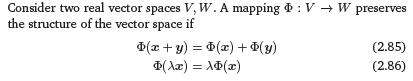 Consider two real vector spaces V, W. A mapping Φ : V → W preserves
the structure of the vector space if
Φ(x + y) = Φ(x) + Φ(y) (2.85)
Φ(λx) = λΦ(x) (2.86)